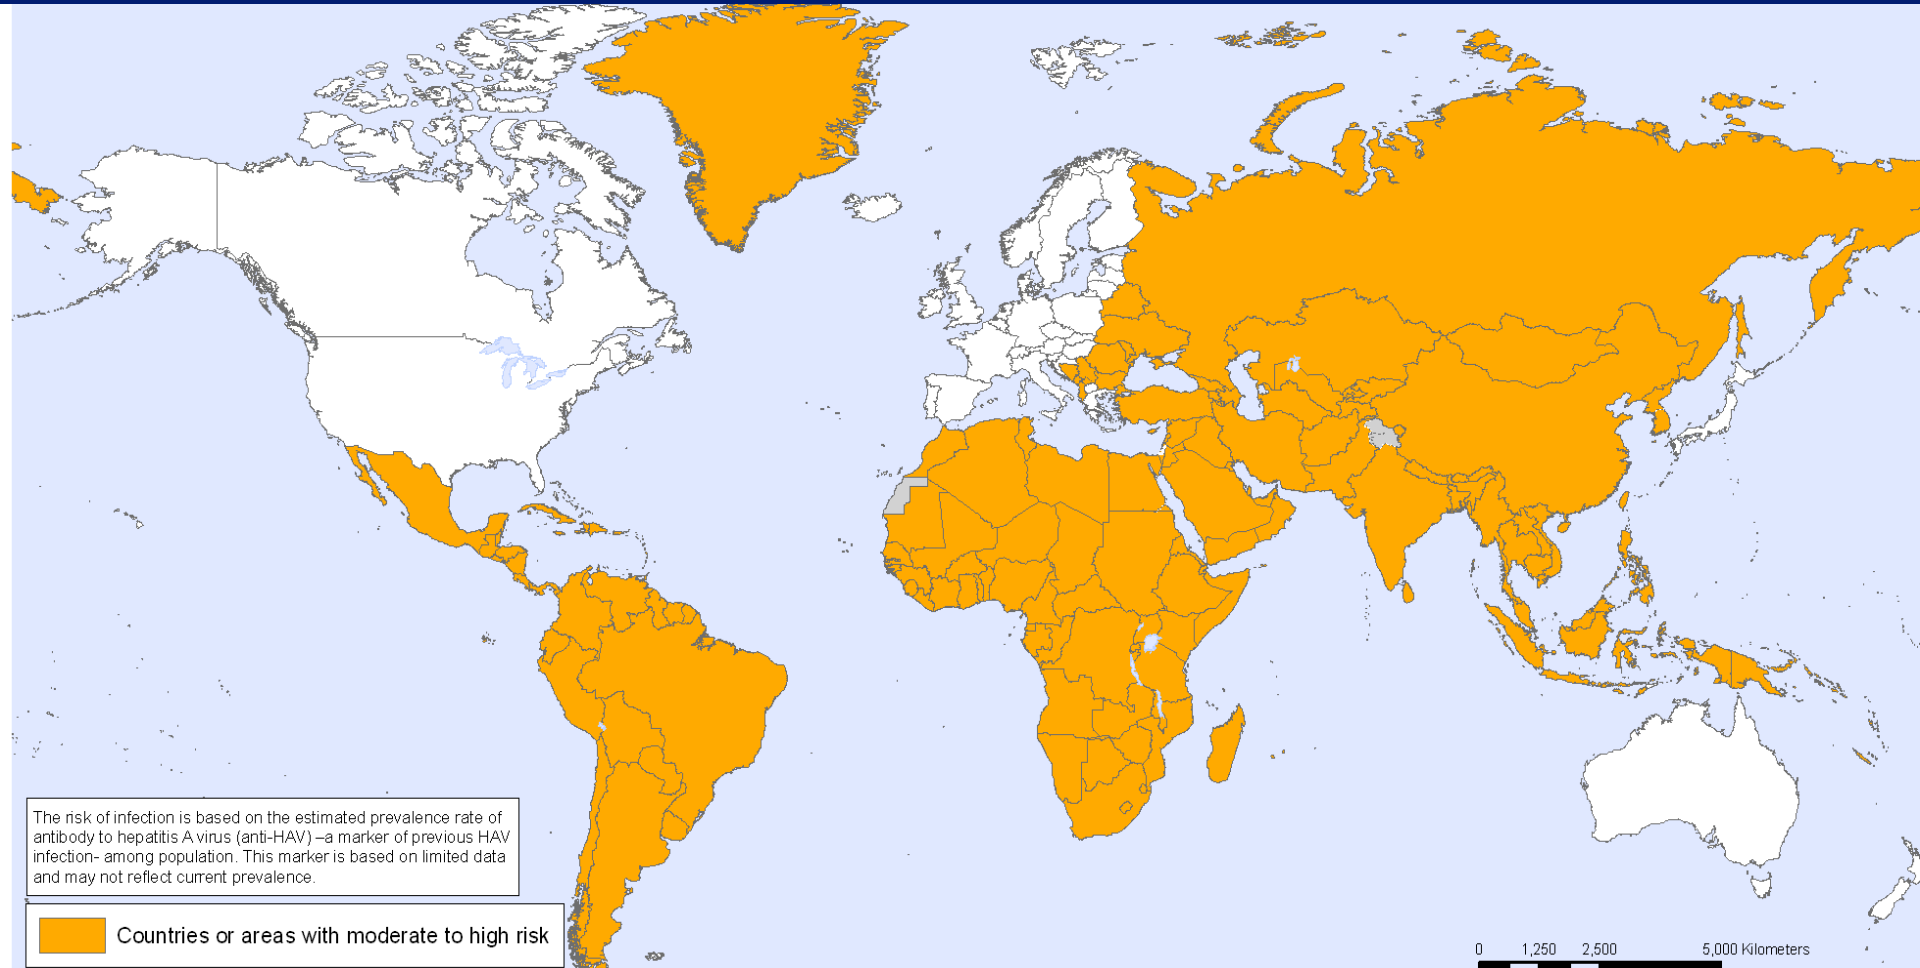 The risk of infection is based on the estimated prevalence rate of
antibody to hepatitis A virus (anti-HAV) –a marker of previous HAV
infection- among population. This marker is based on limited data
and may not reflect current prevalence.
Countries or areas with moderate to high risk
0 1,250 2,500 5,000 Kilometers